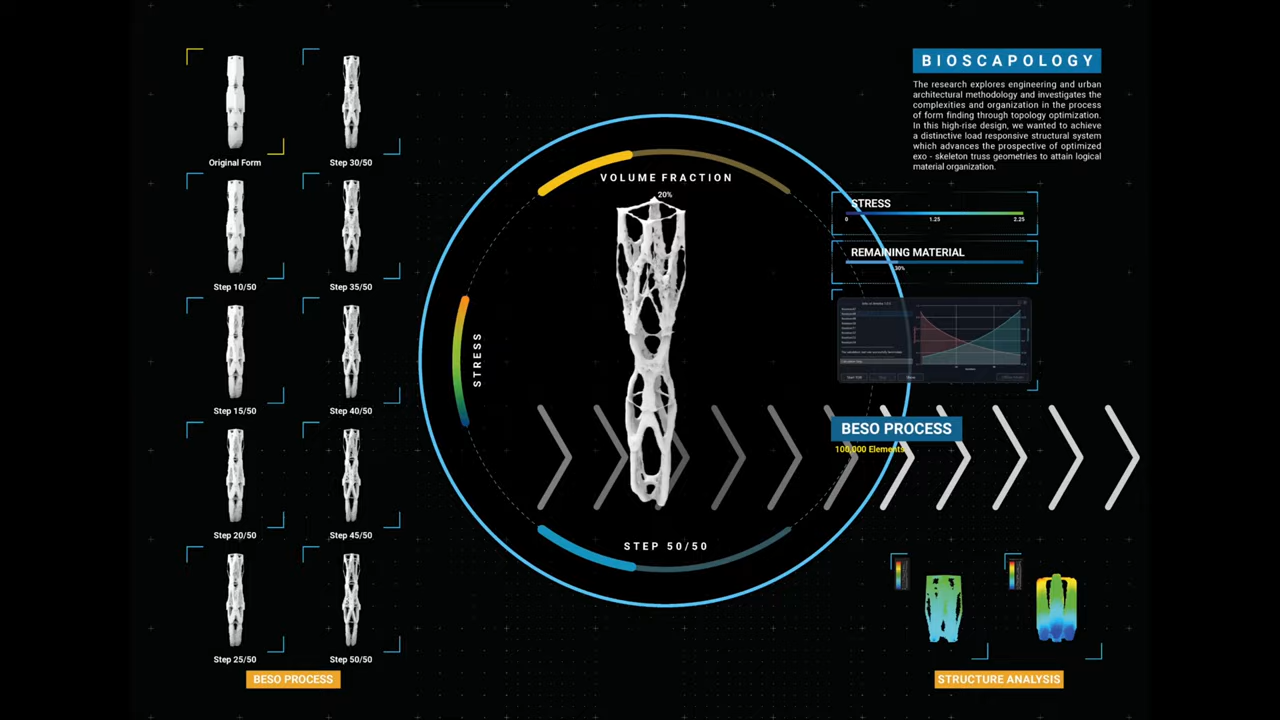 Original Form
Step 30/50
Step 10/50
Step 35/50
Step 15/50
Step 40/50
Step 20/50
Step 45/50
Step 25/50
Step 50/50
BESO PROCESS
VOLUME FRACTION
20%
STRESS
STEP 50/50
BIOSCAPOLOGY
The research explores engineering and urban
architectural methodology and investigates the
complexities and organization in the process
of form finding through topology optimization.
In this high-rise design, we wanted to achieve
a distinctive load responsive structural system
which advances the prospective of optimized
exo - skeleton truss geometries to attain logical
material organization.
STRESS
0 1.25 2.25
REMAINING MATERIAL
30%
BESO PROCESS
100,000 Elements
STRUCTURE ANALYSIS